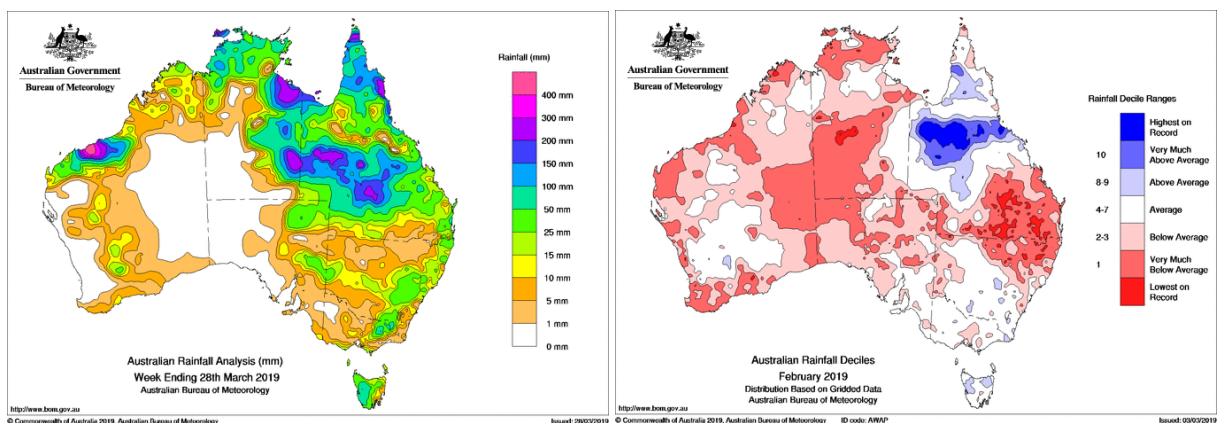 Australian Government
Bureau of Meteorology
Rainfall (mm)
400 mm
300 mm
200 mm
150 mm
100 mm
50 mm
25 mm
15 mm
10 mm
5 mm
1 mm
0 mm
Australian Rainfall Analysis (mm)
Week Ending 28th March 2019
Australian Bureau of Meteorology
http://www.bom.gov.au
© Commonwealth of Australia 2019, Australian Bureau of Meteorology
Issued: 28/03/2019
Australian Government
Bureau of Meteorology
Rainfall Decile Ranges
Highest on
Record
10 Very Much
Above Average
8-9 Above Average
4-7 Average
2-3 Below Average
1 Very Much
Below Average
Lowest on
Record
Australian Rainfall Deciles
February 2019
Distribution Based on Gridded Data
Australian Bureau of Meteorology
http://www.bom.gov.au
© Commonwealth of Australia 2019, Australian Bureau of Meteorology
ID code: AWAP
Issued: 03/03/2019